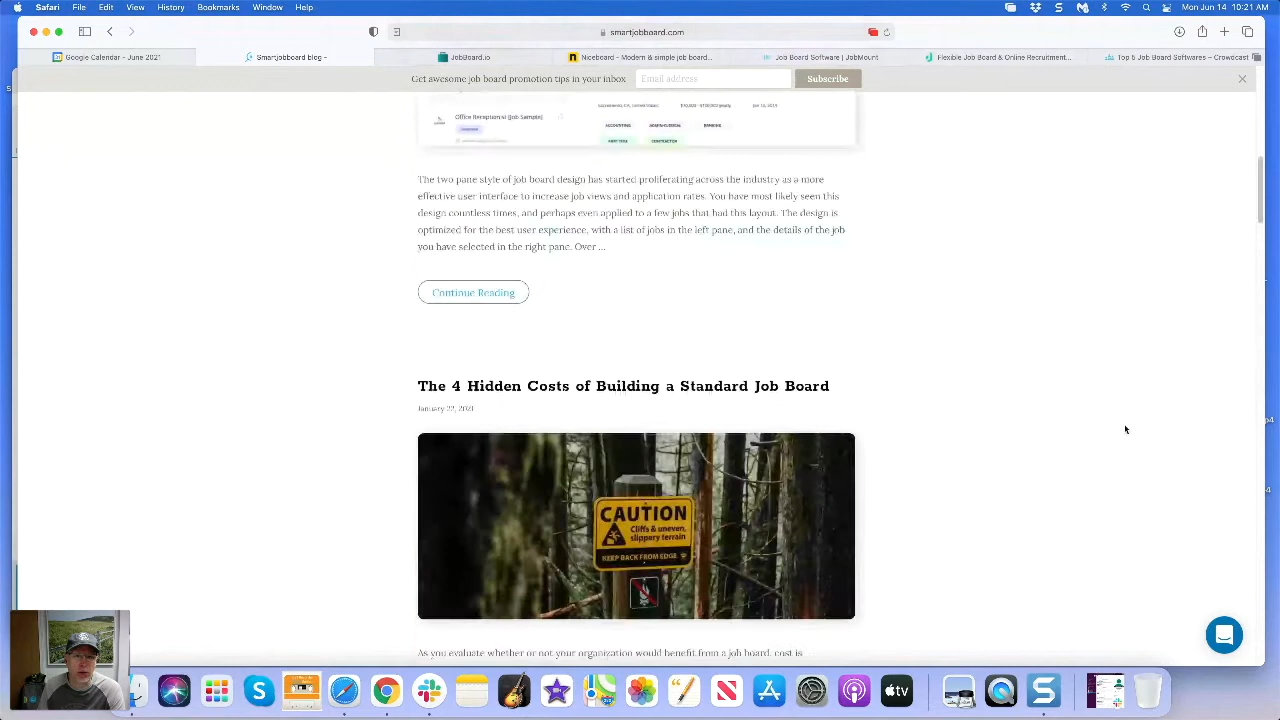 Safari File Edit View History Bookmarks Window Help
Mon Jun 14 10:21 AM
smartjobboard.com
Google Calendar - June 2021
Smartjobboard blog -
JobBoard.io
Niceboard - Modern & simple job board...
Job Board Software | JobMount
Flexible Job Board & Online Recruitment...
Top 5 Job Board Softwares – Crowdcast
Get awesome job board promotion tips in your inbox
Email address
Subscribe
Office Receptionist (Job Sample)
The two pane style of job board design has started proliferating across the industry as a more
effective user interface to increase job views and application rates. You have most likely seen this
design countless times, and perhaps even applied to a few jobs that had this layout. The design is
optimized for the best user experience, with a list of jobs in the left pane, and the details of the job
you have selected in the right pane. Over ...
Continue Reading
The 4 Hidden Costs of Building a Standard Job Board
January 22, 2021
CAUTION
Cliffs & uneven,
slippery terrain
KEEP BACK FROM EDGE
As you evaluate whether or not your organization would benefit from a job board, cost is
tv